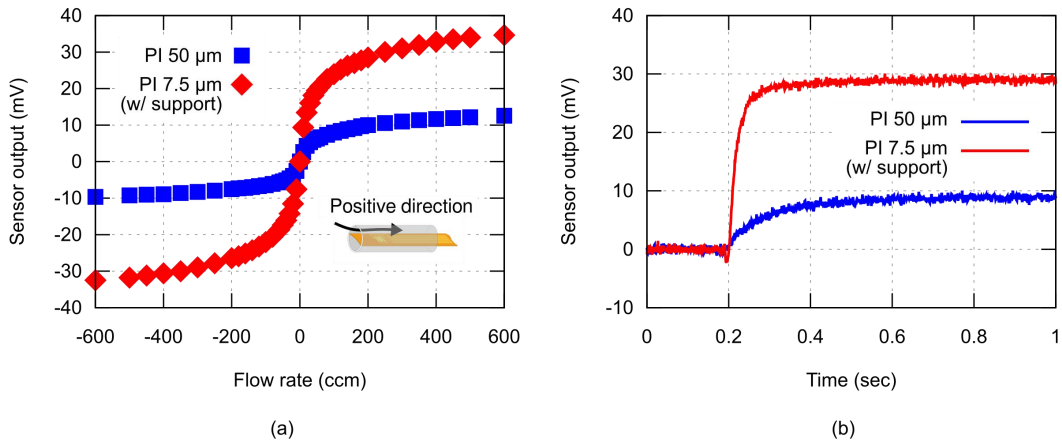 40
30
20
10
0
-10
-20
-30
-40
Sensor output (mV)
PI 50 μm
PI 7.5 μm
(w/ support)
Positive direction
-600 -400 -200 0 200 400 600
Flow rate (ccm)
(a)
40
30
20
10
0
-10
Sensor output (mV)
PI 50 μm
PI 7.5 μm
(w/ support)
0 0.2 0.4 0.6 0.8 1
Time (sec)
(b)